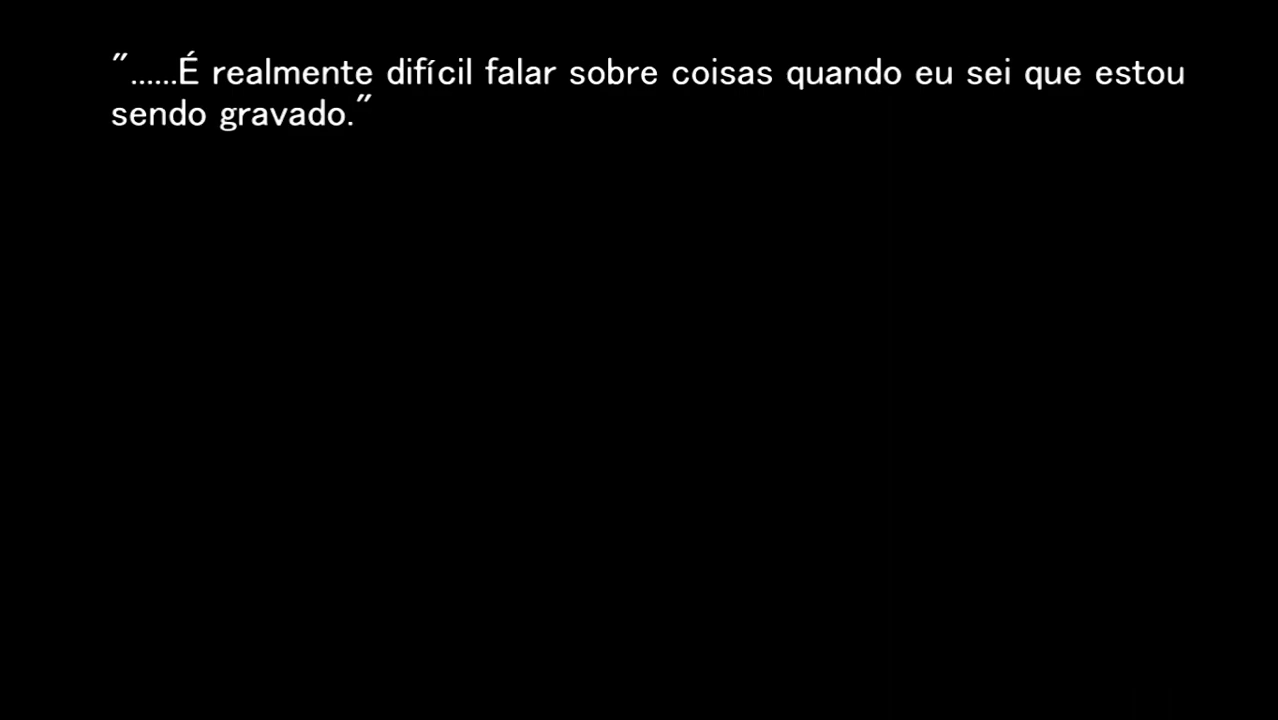 "......É realmente difícil falar sobre coisas quando eu sei que estou
sendo gravado."